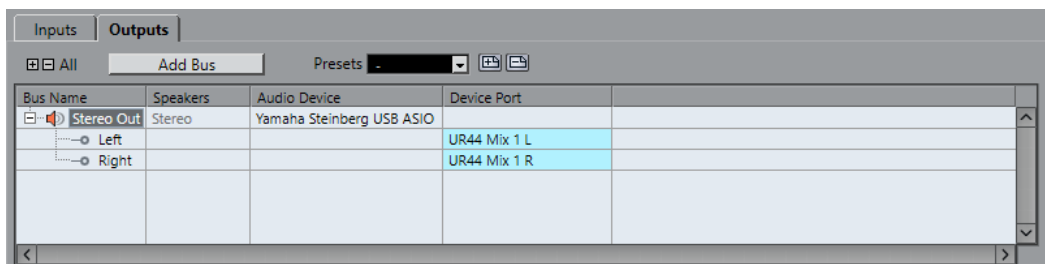 Inputs Outputs
All Add Bus Presets -
Bus Name Speakers Audio Device Device Port
Stereo Out Stereo Yamaha Steinberg USB ASIO
Left UR44 Mix 1 L
Right UR44 Mix 1 R